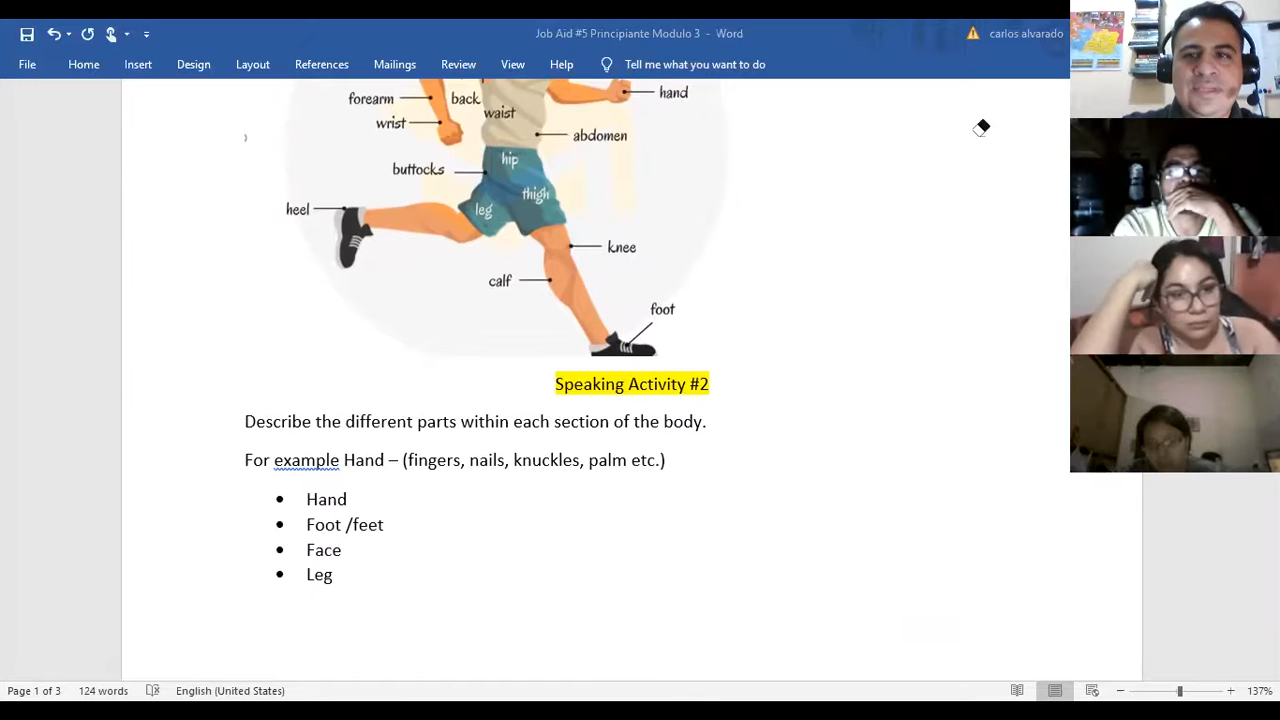 Job Aid #5 Principiante Modulo 3 - Word
carlos alvarado
File Home Insert Design Layout References Mailings Review View Help Tell me what you want to do
forearm
back
hand
wrist
waist
abdomen
buttocks
hip
thigh
heel
leg
knee
calf
foot
Speaking Activity #2
Describe the different parts within each section of the body.
For example Hand – (fingers, nails, knuckles, palm etc.)
• Hand
• Foot /feet
• Face
• Leg
Page 1 of 3 124 words English (United States) 137%